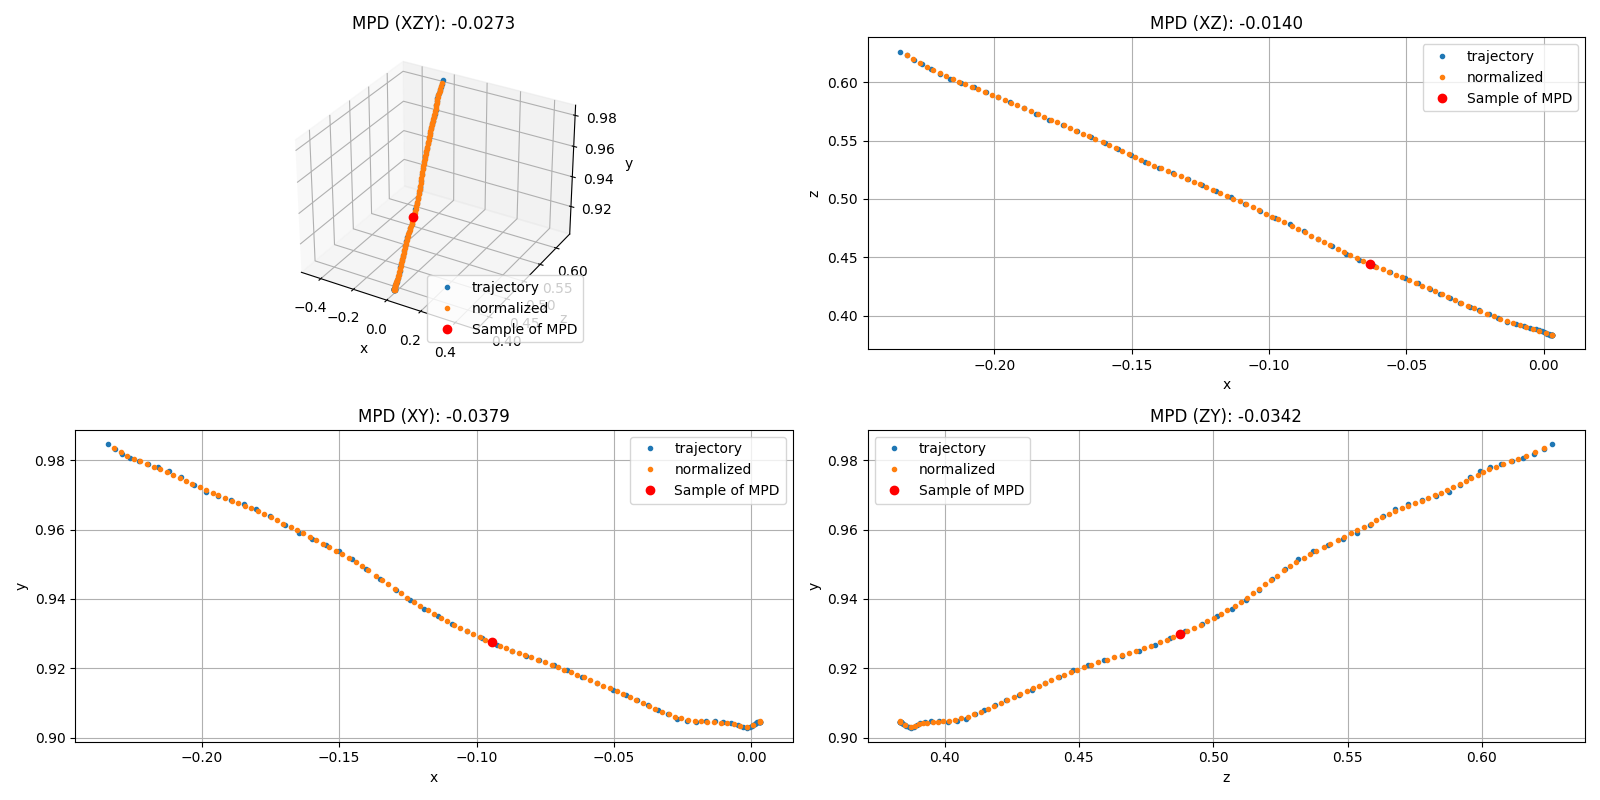 MPD (XZY): -0.0273
0.98
0.96
0.94
0.92
y
−0.4
−0.2
0.0
0.2
0.4
x
0.60
0.55
0.50
0.45
0.40
z
trajectory
normalized
Sample of MPD
MPD (XZ): -0.0140
0.60
0.55
0.50
0.45
0.40
z
trajectory
normalized
Sample of MPD
−0.20
−0.15
−0.10
−0.05
0.00
x
MPD (XY): -0.0379
0.98
0.96
0.94
0.92
0.90
y
trajectory
normalized
Sample of MPD
−0.20
−0.15
−0.10
−0.05
0.00
x
MPD (ZY): -0.0342
0.98
0.96
0.94
0.92
0.90
y
trajectory
normalized
Sample of MPD
0.40
0.45
0.50
0.55
0.60
z